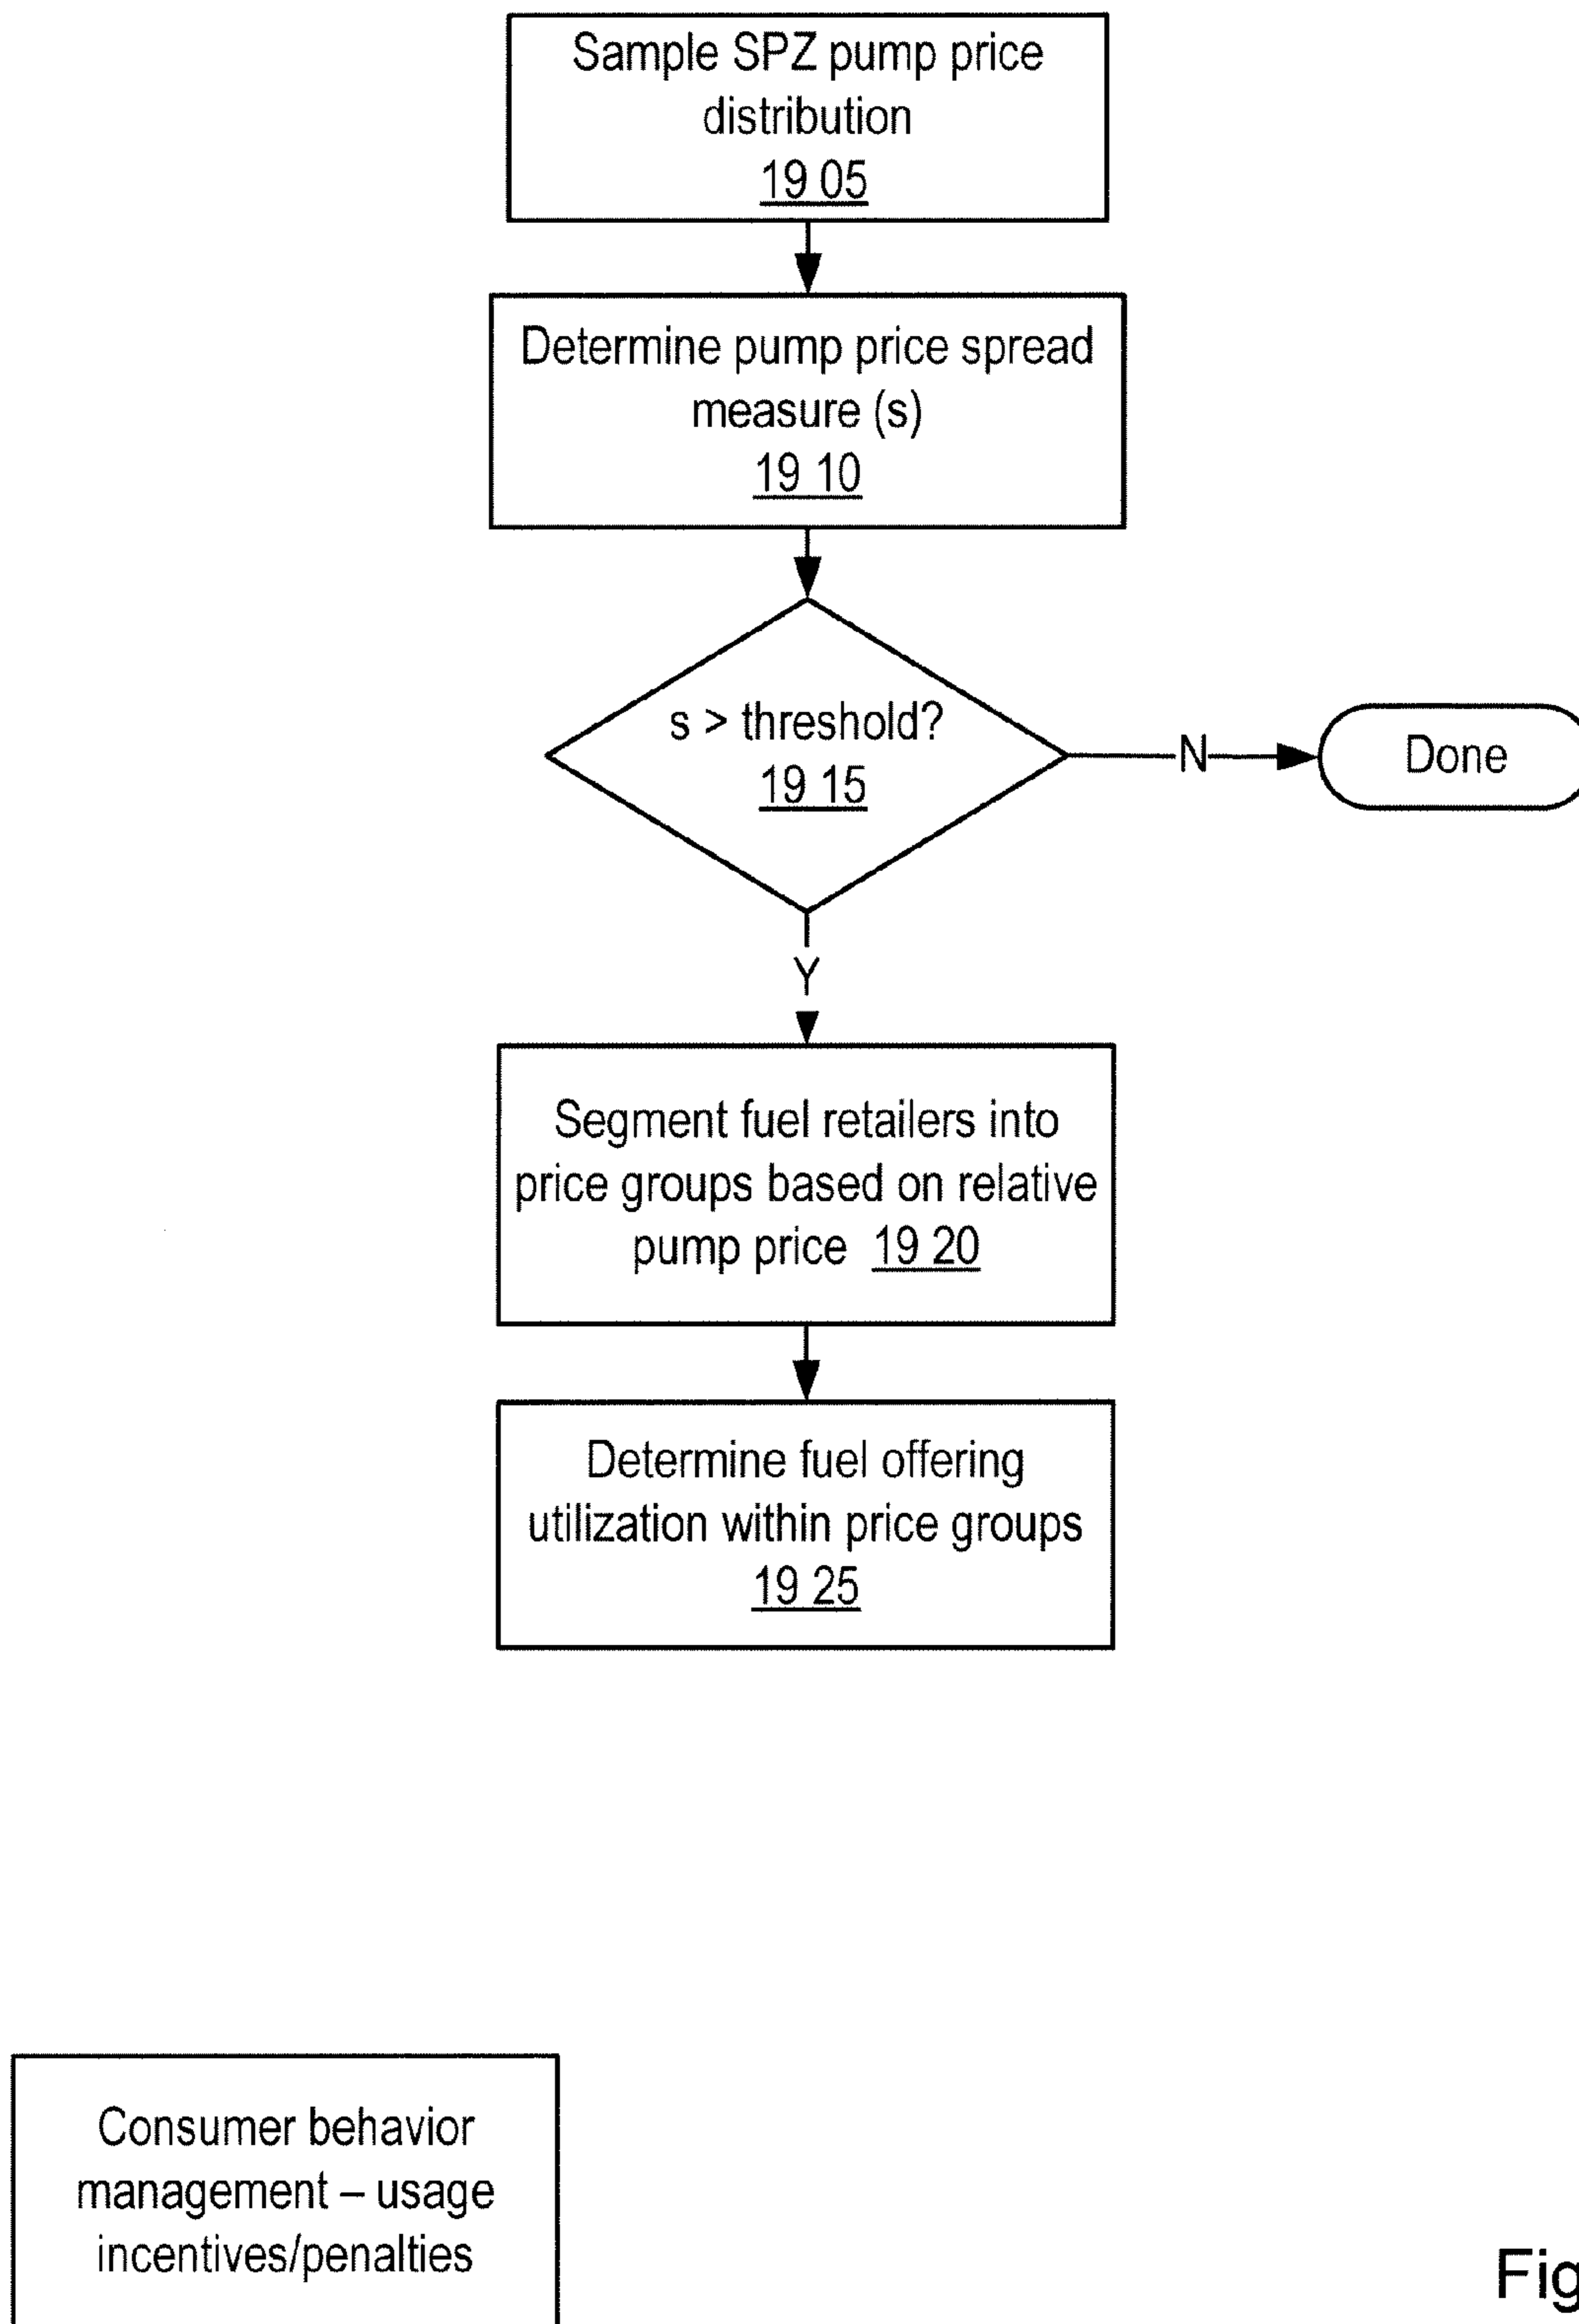 Sample SPZ pump price
distribution
19 05
Determine pump price spread
measure (s)
19 10
s > threshold?
19 15
N
Done
Y
Segment fuel retailers into
price groups based on relative
pump price 19 20
Determine fuel offering
utilization within price groups
19 25
Consumer behavior
management – usage
incentives/penalties
Fig